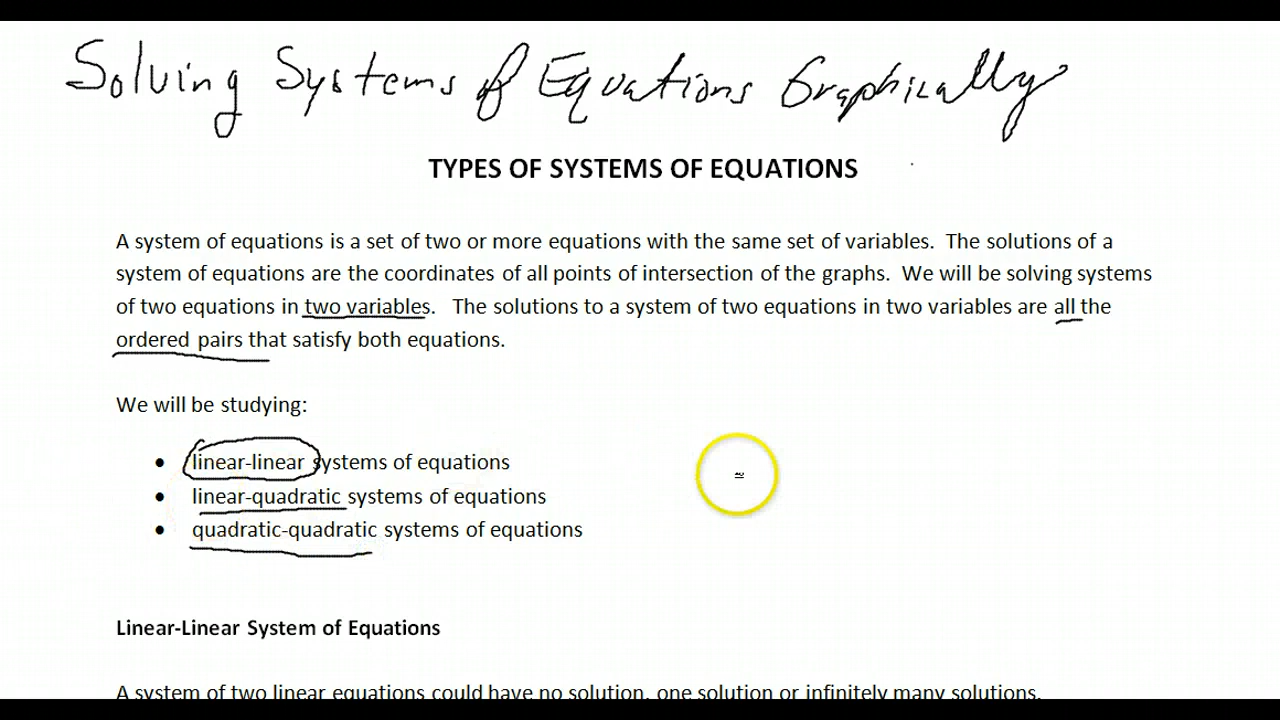 Solving Systems of Equations Graphically
TYPES OF SYSTEMS OF EQUATIONS
A system of equations is a set of two or more equations with the same set of variables. The solutions of a
system of equations are the coordinates of all points of intersection of the graphs. We will be solving systems
of two equations in two variables. The solutions to a system of two equations in two variables are all the
ordered pairs that satisfy both equations.
We will be studying:
• linear-linear systems of equations
• linear-quadratic systems of equations
• quadratic-quadratic systems of equations
Linear-Linear System of Equations
A system of two linear equations could have no solution, one solution or infinitely many solutions.